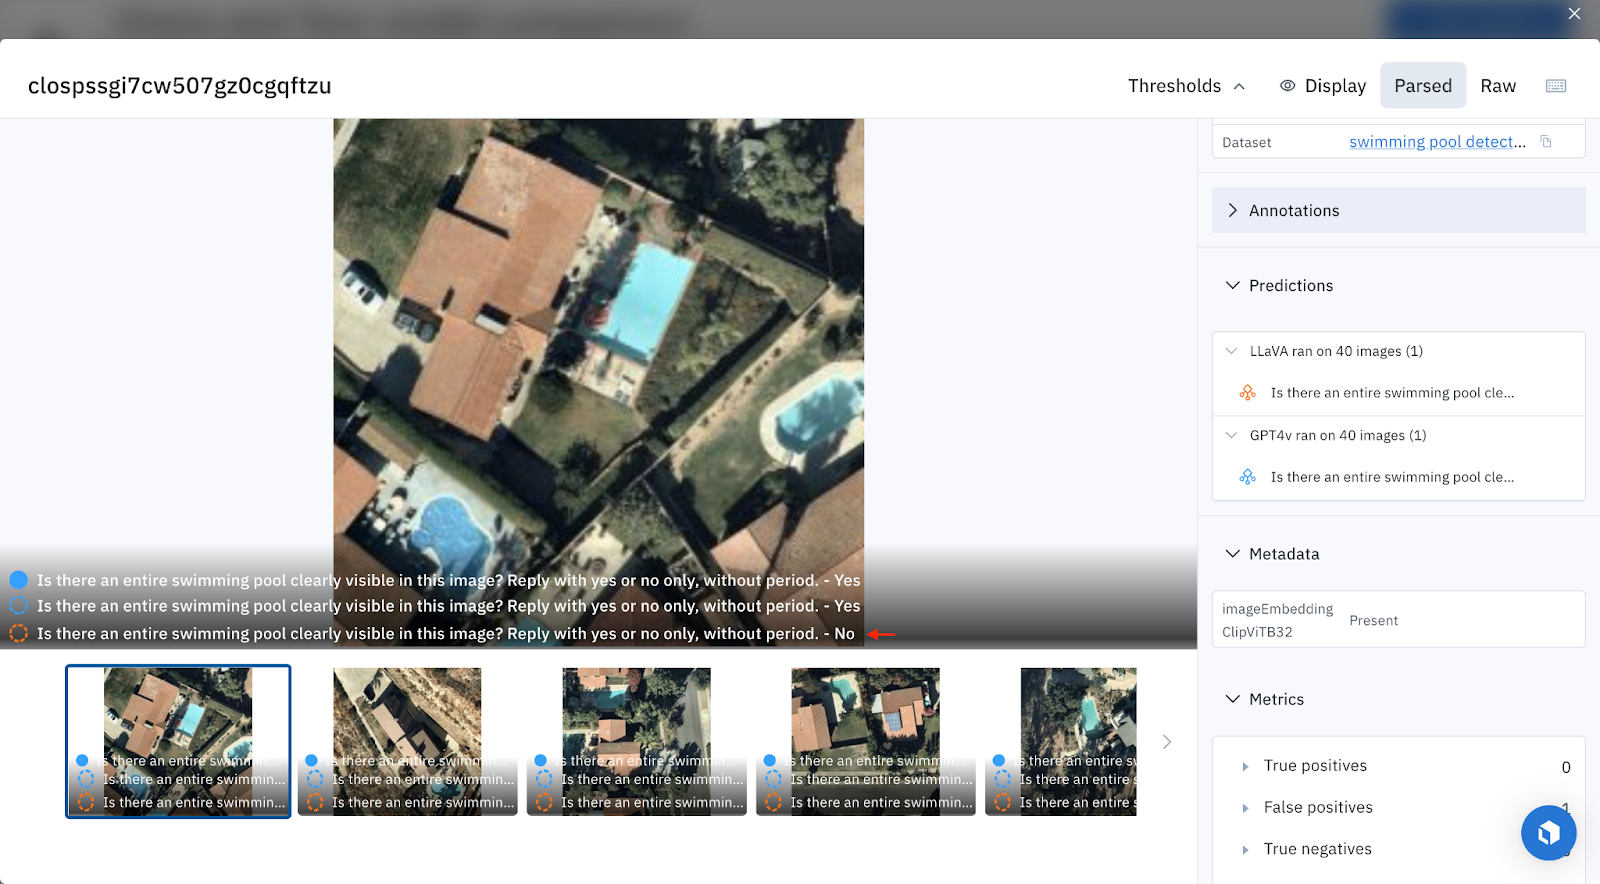 clospssgi7cw507gz0cgqftzu
Thresholds
Display
Parsed
Raw
Dataset
swimming pool detect...
Annotations
Predictions
LLaVA ran on 40 images (1)
Is there an entire swimming pool cle...
GPT4v ran on 40 images (1)
Is there an entire swimming pool cle...
Metadata
imageEmbedding
ClipViTB32
Present
Metrics
True positives
0
False positives
1
True negatives
Is there an entire swimming pool clearly visible in this image? Reply with yes or no only, without period. - Yes
Is there an entire swimming pool clearly visible in this image? Reply with yes or no only, without period. - Yes
Is there an entire swimming pool clearly visible in this image? Reply with yes or no only, without period. - No
Is there an entire swimmin...
Is there an entire swimmin...
Is there an entire swimmin...
Is there an entire swimmin...
Is there an entire swimmin...
Is there an entire swimmin...
Is there an entire swimmin...
Is there an entire swimmin...
Is there an entire swimmin...
Is there an entire swimmin...
Is there an entire swimmin...
Is there an entire swimmin...
Is there an entire sw
Is there an entire s
Is there an entire s